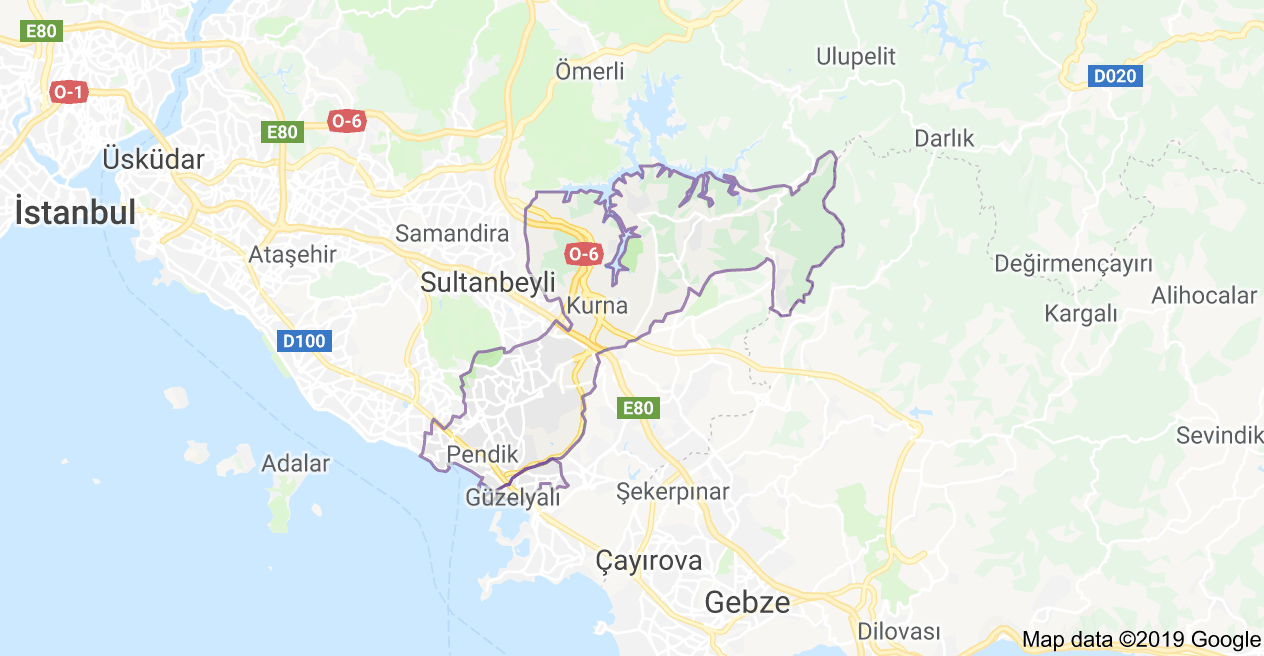 E80
Ulupelit
Ömerli
D020
O-1
O-6
E80
Darlık
Üsküdar
İstanbul
Samandira
Ataşehir
O-6
Değirmençayırı
Sultanbeyli
Alihocalar
Kurna
Kargalı
D100
E80
Sevindik
Pendik
Adalar
Güzelyalı
Şekerpınar
Çayırova
Gebze
Dilovası
Map data ©2019 Google